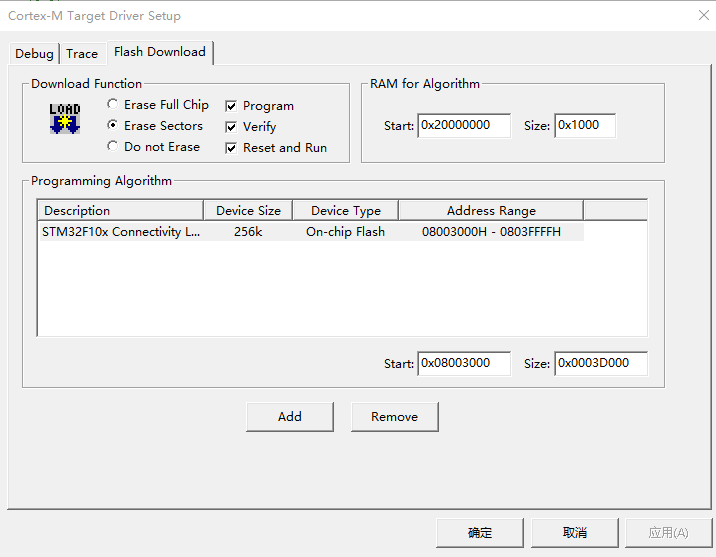 Cortex-M Target Driver Setup
Debug Trace Flash Download
Download Function
LOAD
Erase Full Chip Program
Erase Sectors Verify
Do not Erase Reset and Run
RAM for Algorithm
Start: 0x20000000 Size: 0x1000
Programming Algorithm
Description Device Size Device Type Address Range
STM32F10x Connectivity L... 256k On-chip Flash 08003000H - 0803FFFFH
Start: 0x08003000 Size: 0x0003D000
Add Remove
确定 取消 应用(A)